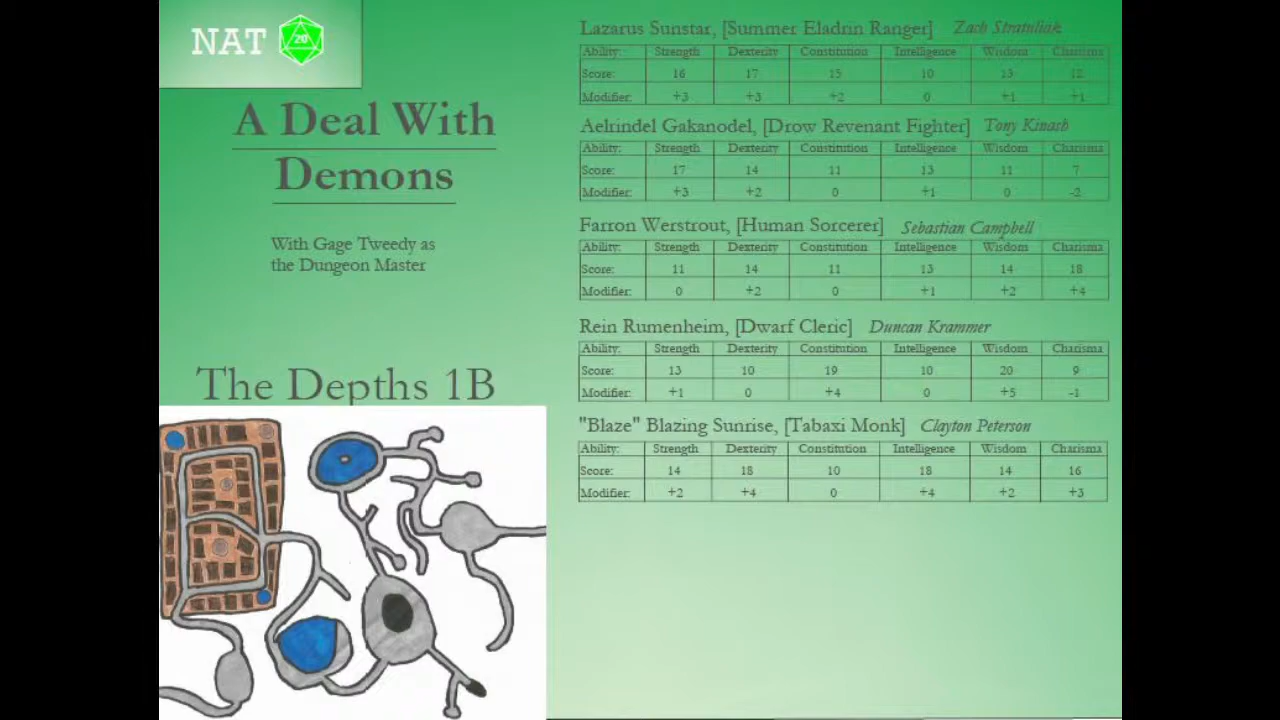 NAT 20
A Deal With
Demons
With Gage Tweedy as
the Dungeon Master
The Depths 1B
Lazarus Sunstar, [Summer Eladrin Ranger] Zach Stratuliak
Ability: Strength Dexterity Constitution Intelligence Wisdom Charisma
Score: 16 17 15 10 13 12
Modifier: +3 +3 +2 0 +1 +1
Aelrindel Gakanodel, [Drow Revenant Fighter] Tony Kinash
Ability: Strength Dexterity Constitution Intelligence Wisdom Charisma
Score: 17 14 11 13 11 7
Modifier: +3 +2 0 +1 0 -2
Farron Werstrout, [Human Sorcerer] Sebastian Campbell
Ability: Strength Dexterity Constitution Intelligence Wisdom Charisma
Score: 11 14 11 13 14 18
Modifier: 0 +2 0 +1 +2 +4
Rein Rumenheim, [Dwarf Cleric] Duncan Krammer
Ability: Strength Dexterity Constitution Intelligence Wisdom Charisma
Score: 13 10 19 10 20 9
Modifier: +1 0 +4 0 +5 -1
"Blaze" Blazing Sunrise, [Tabaxi Monk] Clayton Peterson
Ability: Strength Dexterity Constitution Intelligence Wisdom Charisma
Score: 14 18 10 18 14 16
Modifier: +2 +4 0 +4 +2 +3